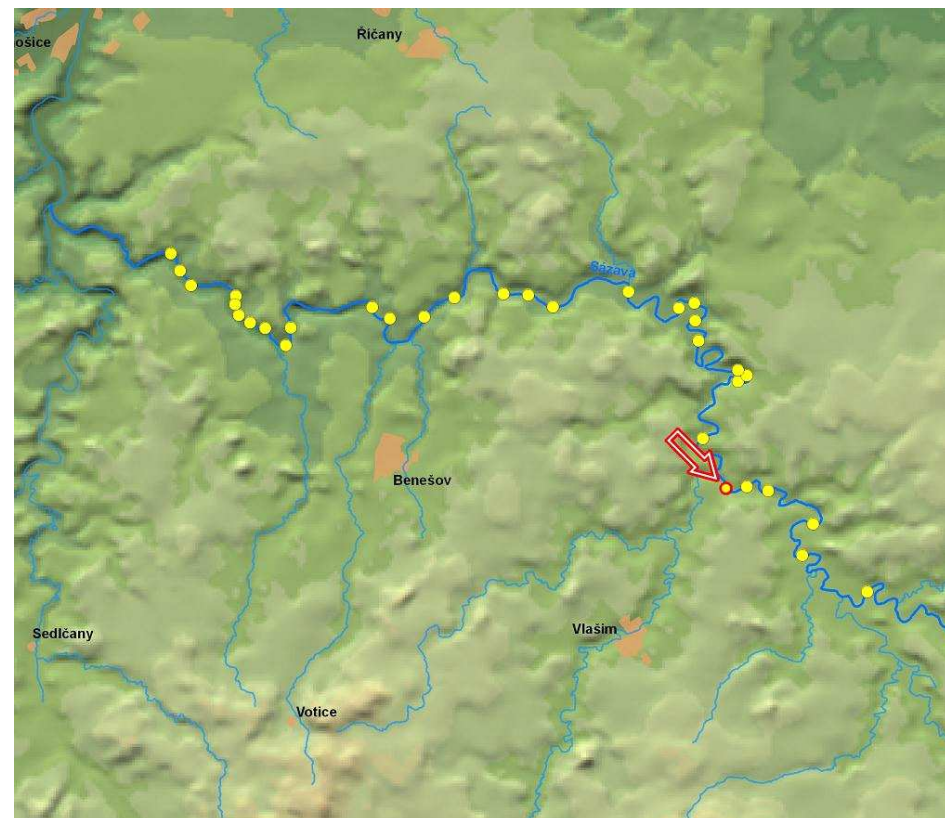 ošice
Říčany
Sázava
Benešov
Sedlčany
Vlašim
Votice